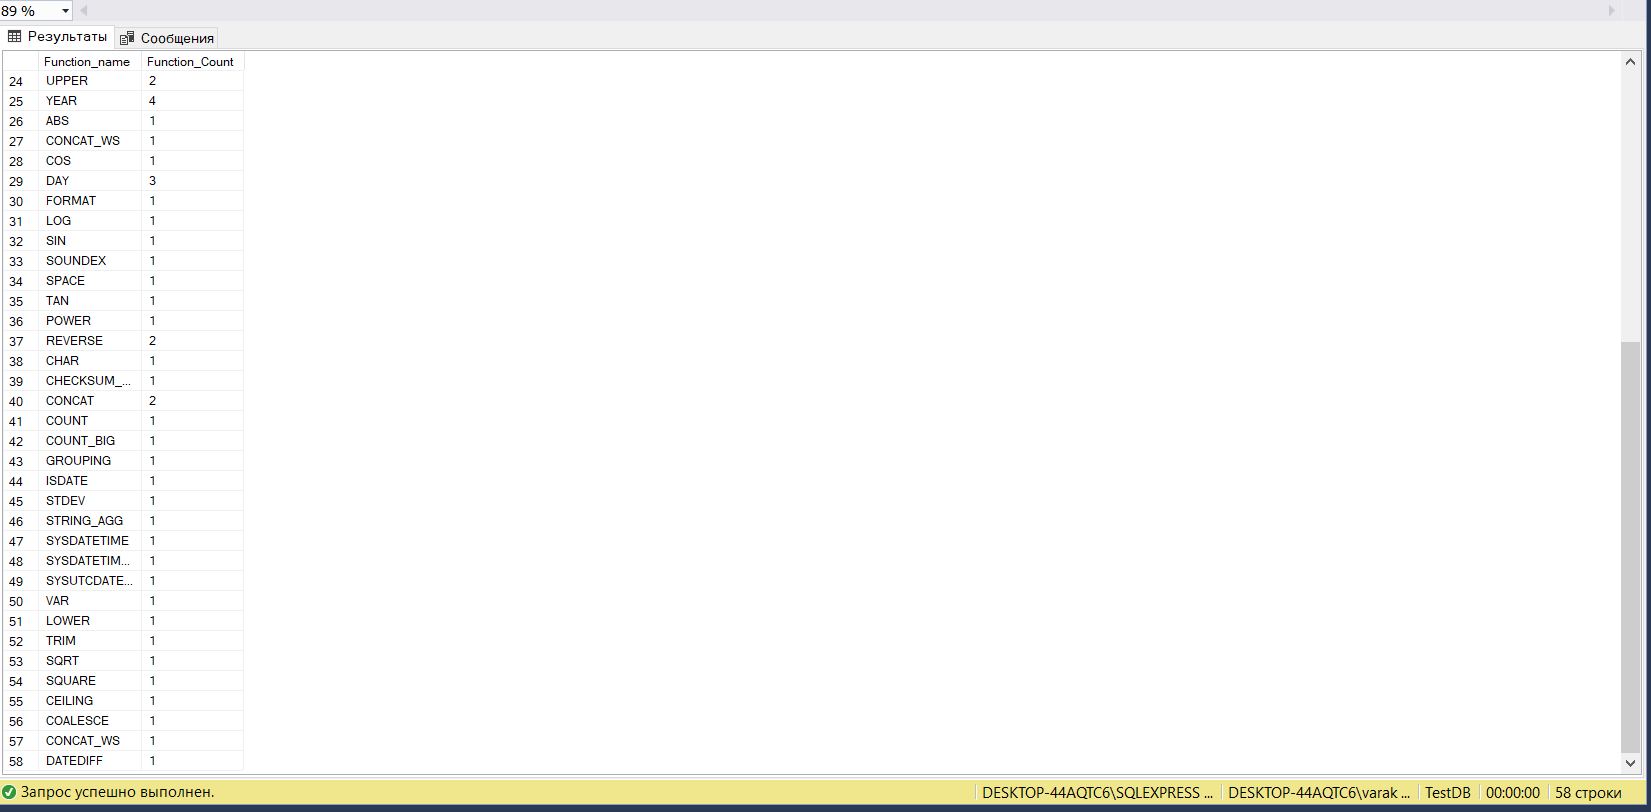 89 %
Результаты Сообщения
Function_name Function_Count
24 UPPER 2
25 YEAR 4
26 ABS 1
27 CONCAT_WS 1
28 COS 1
29 DAY 3
30 FORMAT 1
31 LOG 1
32 SIN 1
33 SOUNDEX 1
34 SPACE 1
35 TAN 1
36 POWER 1
37 REVERSE 2
38 CHAR 1
39 CHECKSUM_... 1
40 CONCAT 2
41 COUNT 1
42 COUNT_BIG 1
43 GROUPING 1
44 ISDATE 1
45 STDEV 1
46 STRING_AGG 1
47 SYSDATETIME 1
48 SYSDATETIM... 1
49 SYSUTCDATE... 1
50 VAR 1
51 LOWER 1
52 TRIM 1
53 SQRT 1
54 SQUARE 1
55 CEILING 1
56 COALESCE 1
57 CONCAT_WS 1
58 DATEDIFF 1
Запрос успешно выполнен. DESKTOP-44AQTC6\SQLEXPRESS ... DESKTOP-44AQTC6\varak ... TestDB 00:00:00 58 строки